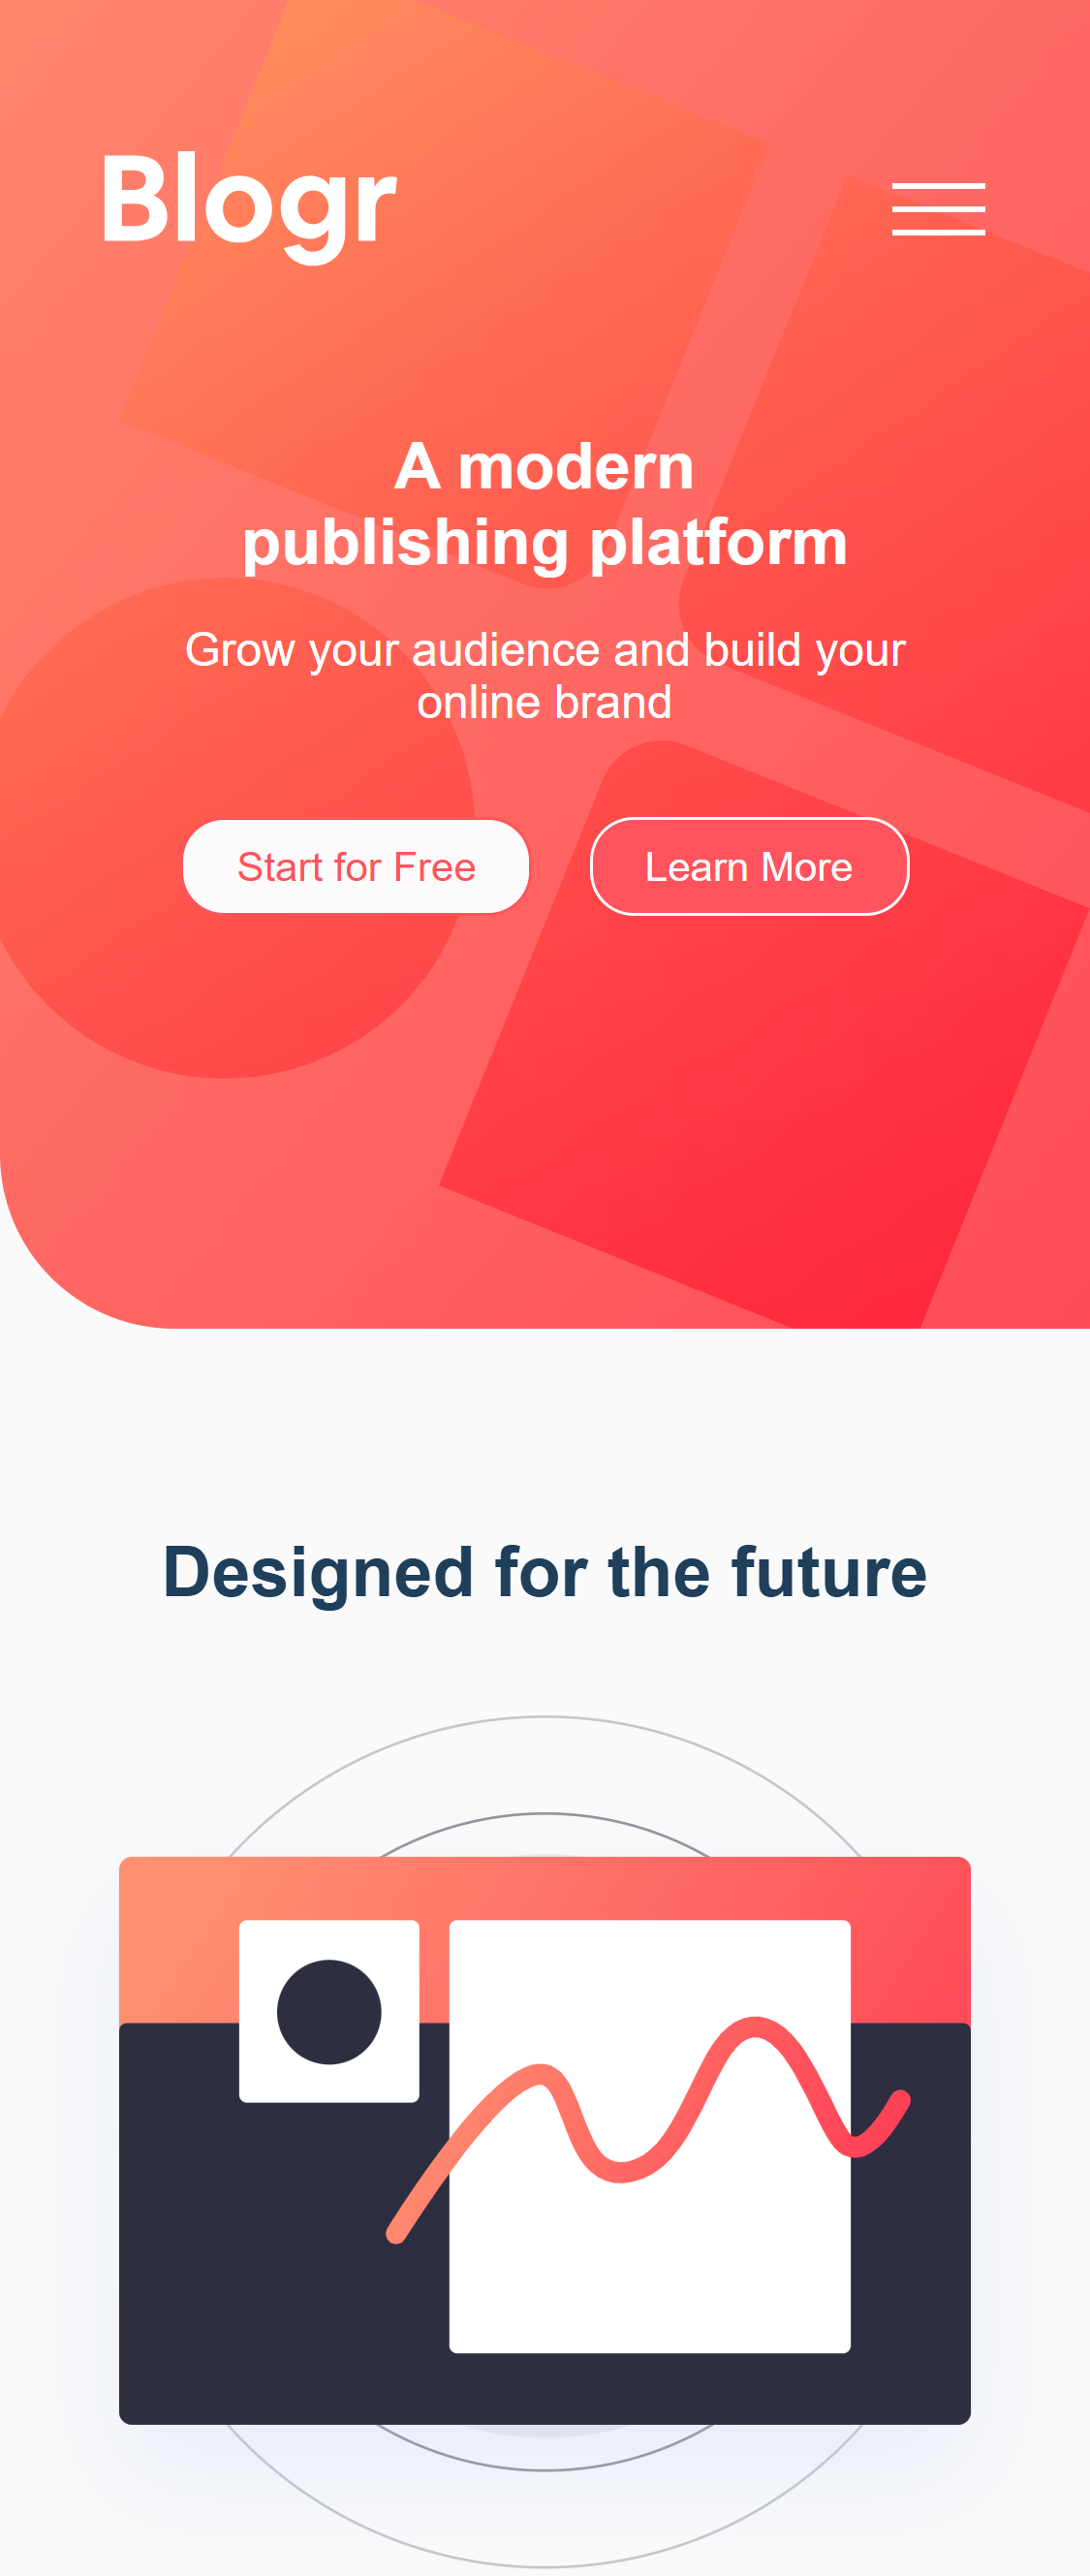 Blogr
A modern
publishing platform
Grow your audience and build your
online brand
Start for Free
Learn More
Designed for the future